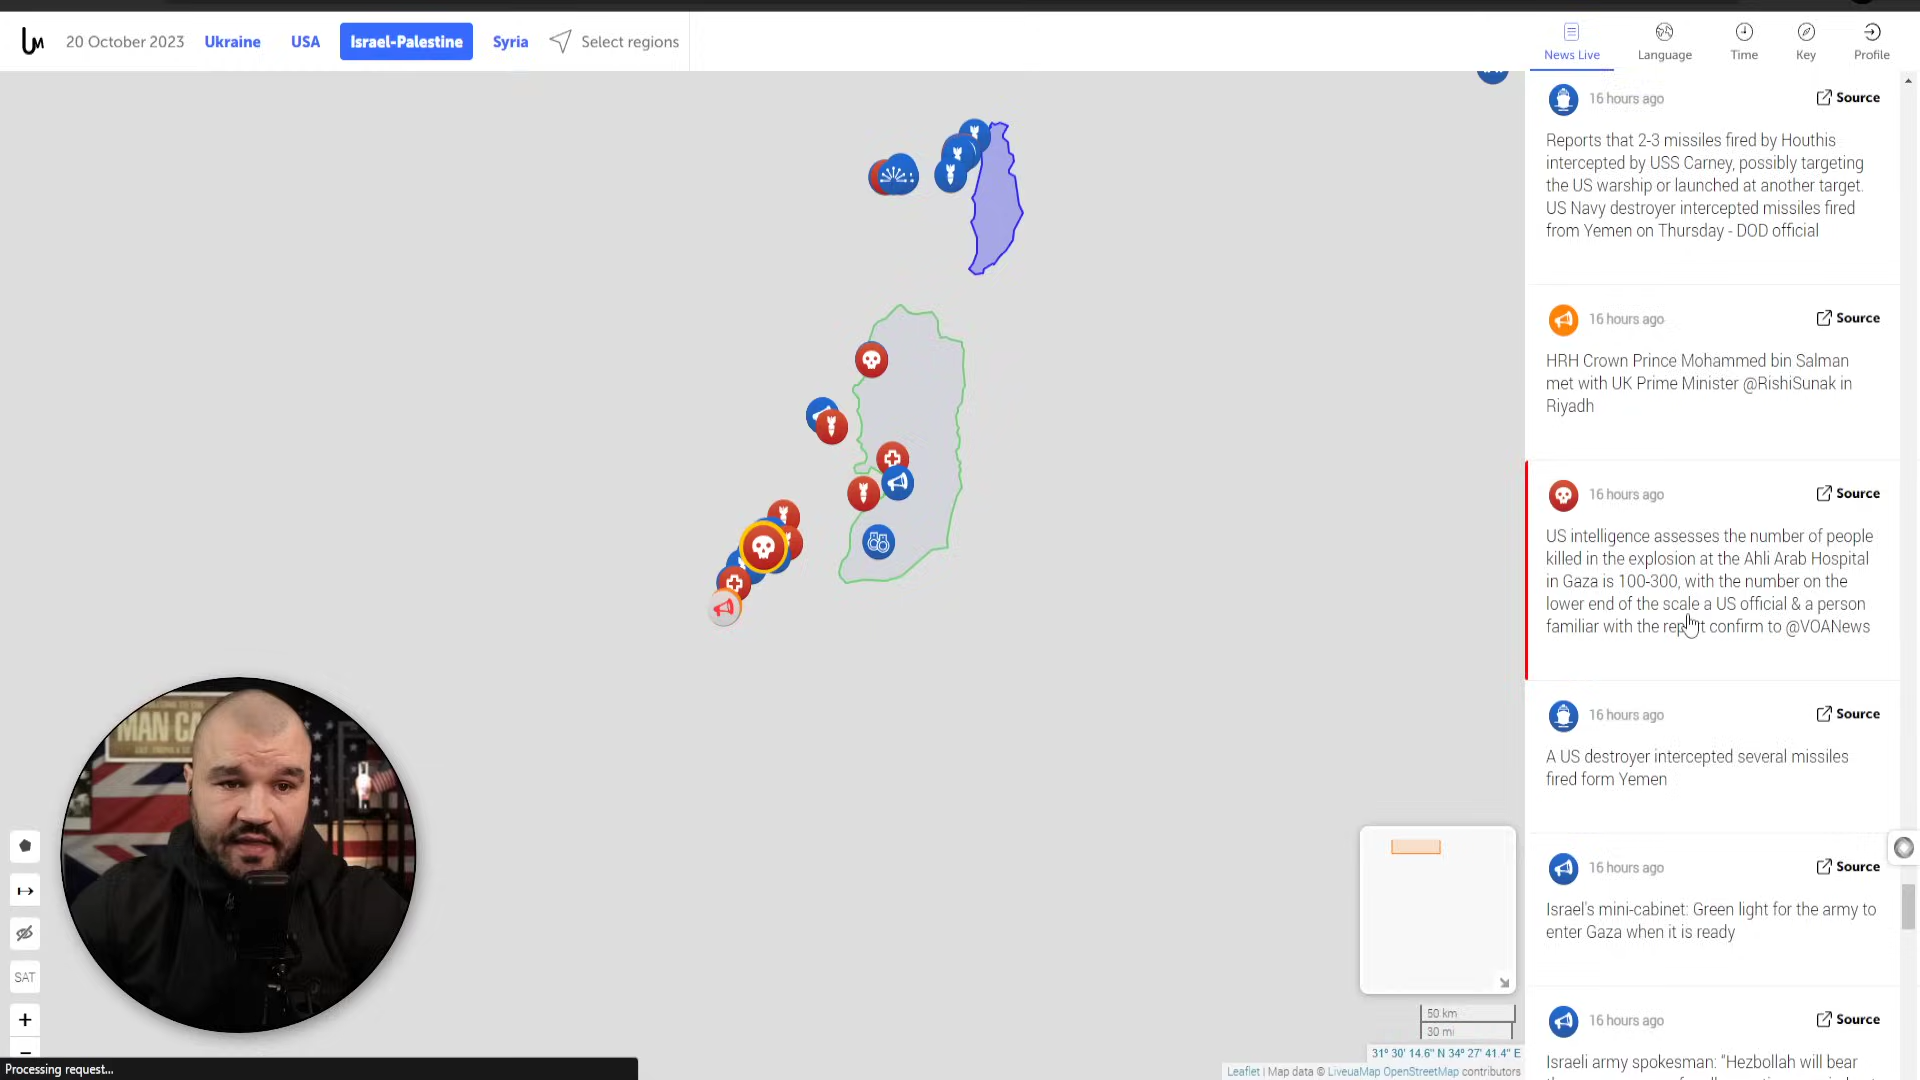 20 October 2023 Ukraine USA Israel-Palestine Syria Select regions
News Live Language Time Key Profile
16 hours ago Source
Reports that 2-3 missiles fired by Houthis
intercepted by USS Carney, possibly targeting
the US warship or launched at another target.
US Navy destroyer intercepted missiles fired
from Yemen on Thursday - DOD official
16 hours ago Source
HRH Crown Prince Mohammed bin Salman
met with UK Prime Minister @RishiSunak in
Riyadh
16 hours ago Source
US intelligence assesses the number of people
killed in the explosion at the Ahli Arab Hospital
in Gaza is 100-300, with the number on the
lower end of the scale a US official & a person
familiar with the report confirm to @VOANews
16 hours ago Source
A US destroyer intercepted several missiles
fired form Yemen
16 hours ago Source
Israel's mini-cabinet: Green light for the army to
enter Gaza when it is ready
16 hours ago Source
Israeli army spokesman: "Hezbollah will bear
MAN CA
SAT
+
−
50 km
30 mi
31° 30' 14.6" N 34° 27' 41.4" E
Leaflet | Map data © LiveuaMap OpenStreetMap contributors
Processing request...